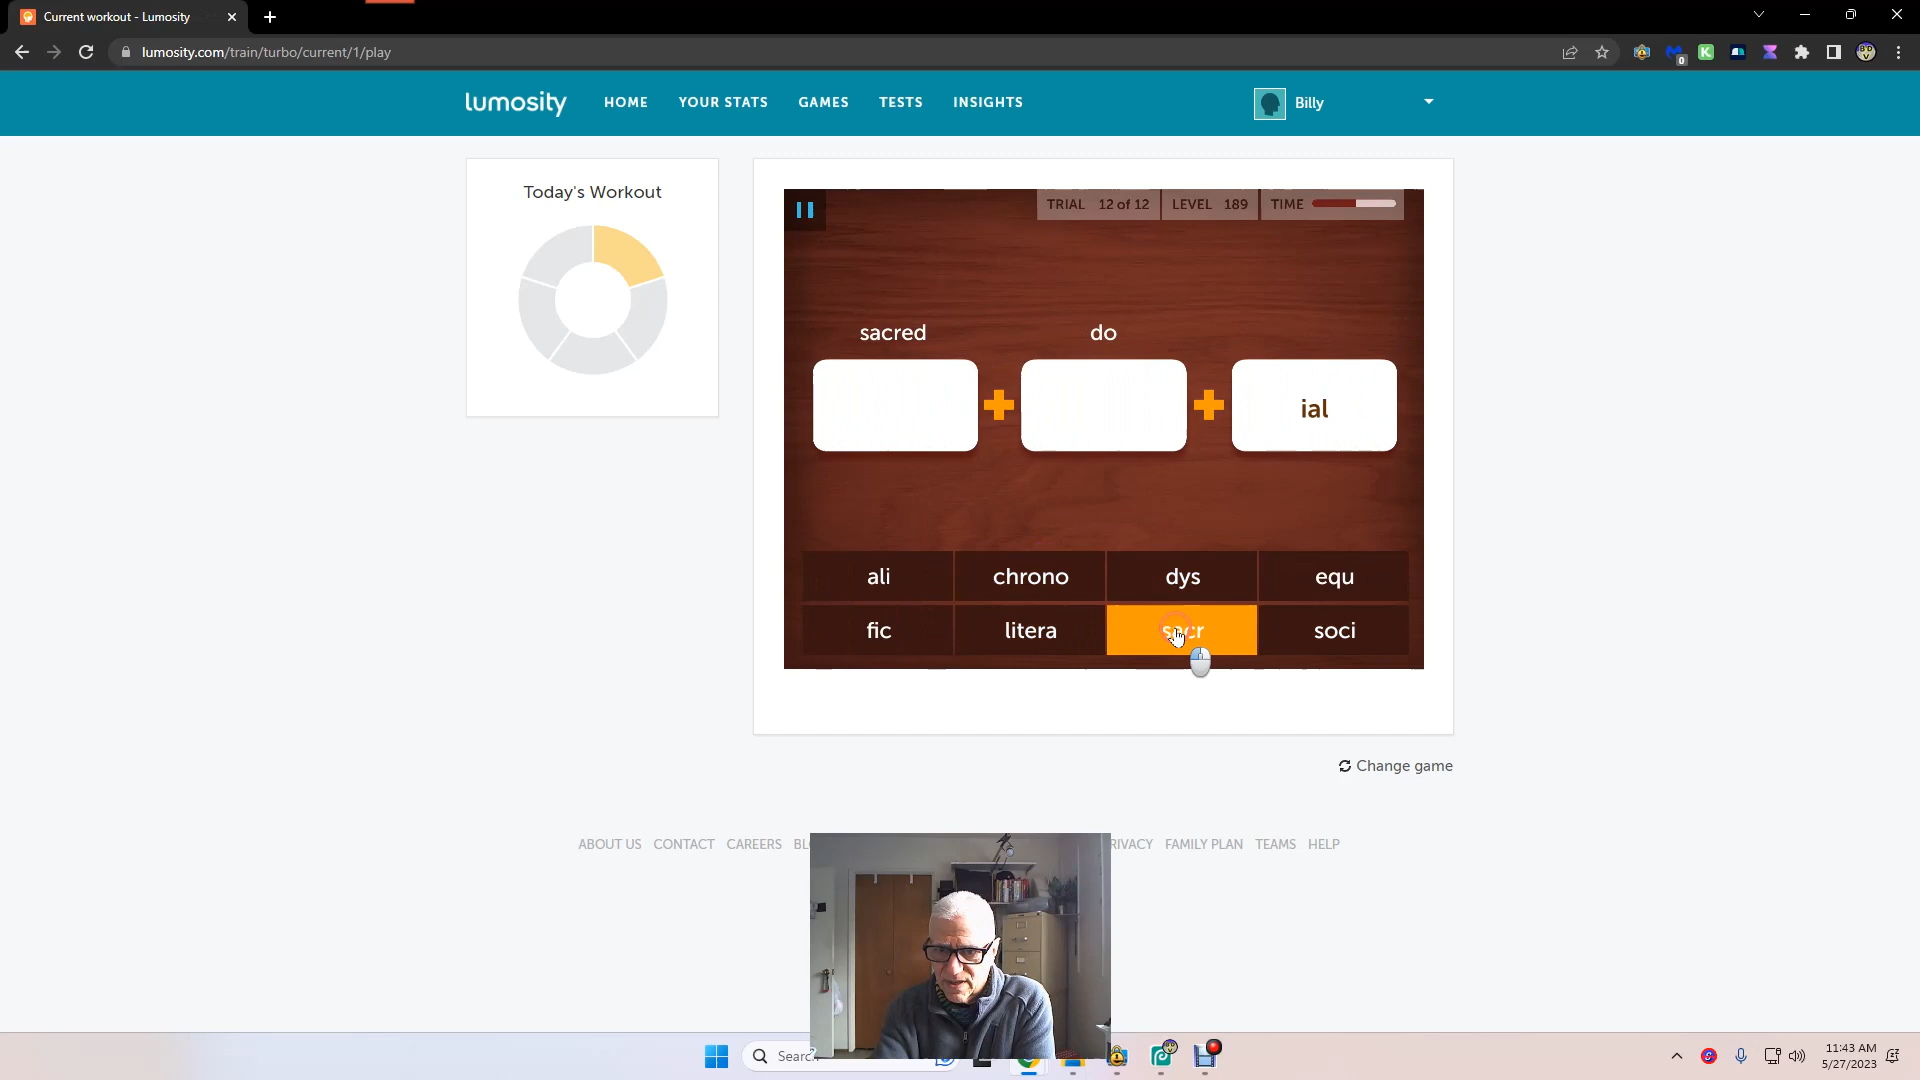 Current workout - Lumosity
lumosity.com/train/turbo/current/1/play
0
lumosity HOME YOUR STATS GAMES TESTS INSIGHTS Billy
Today's Workout
TRIAL 12 of 12 LEVEL 189 TIME
sacred do
ial
ali chrono dys equ
fic litera sacr soci
Change game
ABOUT US CONTACT CAREERS FAMILY PLAN TEAMS HELP
11:43 AM
5/27/2023